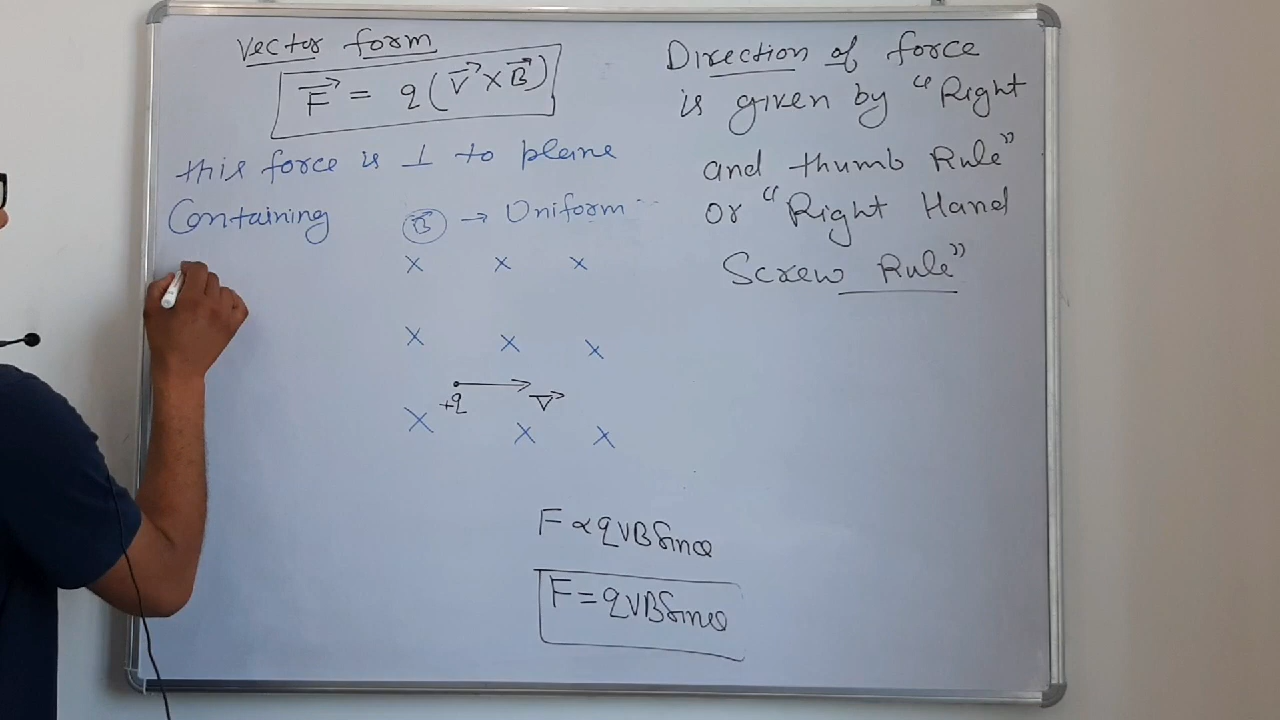 Vector form
F⃗ = q (V⃗ × B⃗)
this force is ⊥ to plane
Containing
B⃗ → Uniform
× × ×
× × ×
+q V⃗
× × ×
F ∝ qVBSinθ
F = qVBSinθ
Direction of force
is given by "Right
and thumb Rule"
or "Right Hand
Screw Rule"